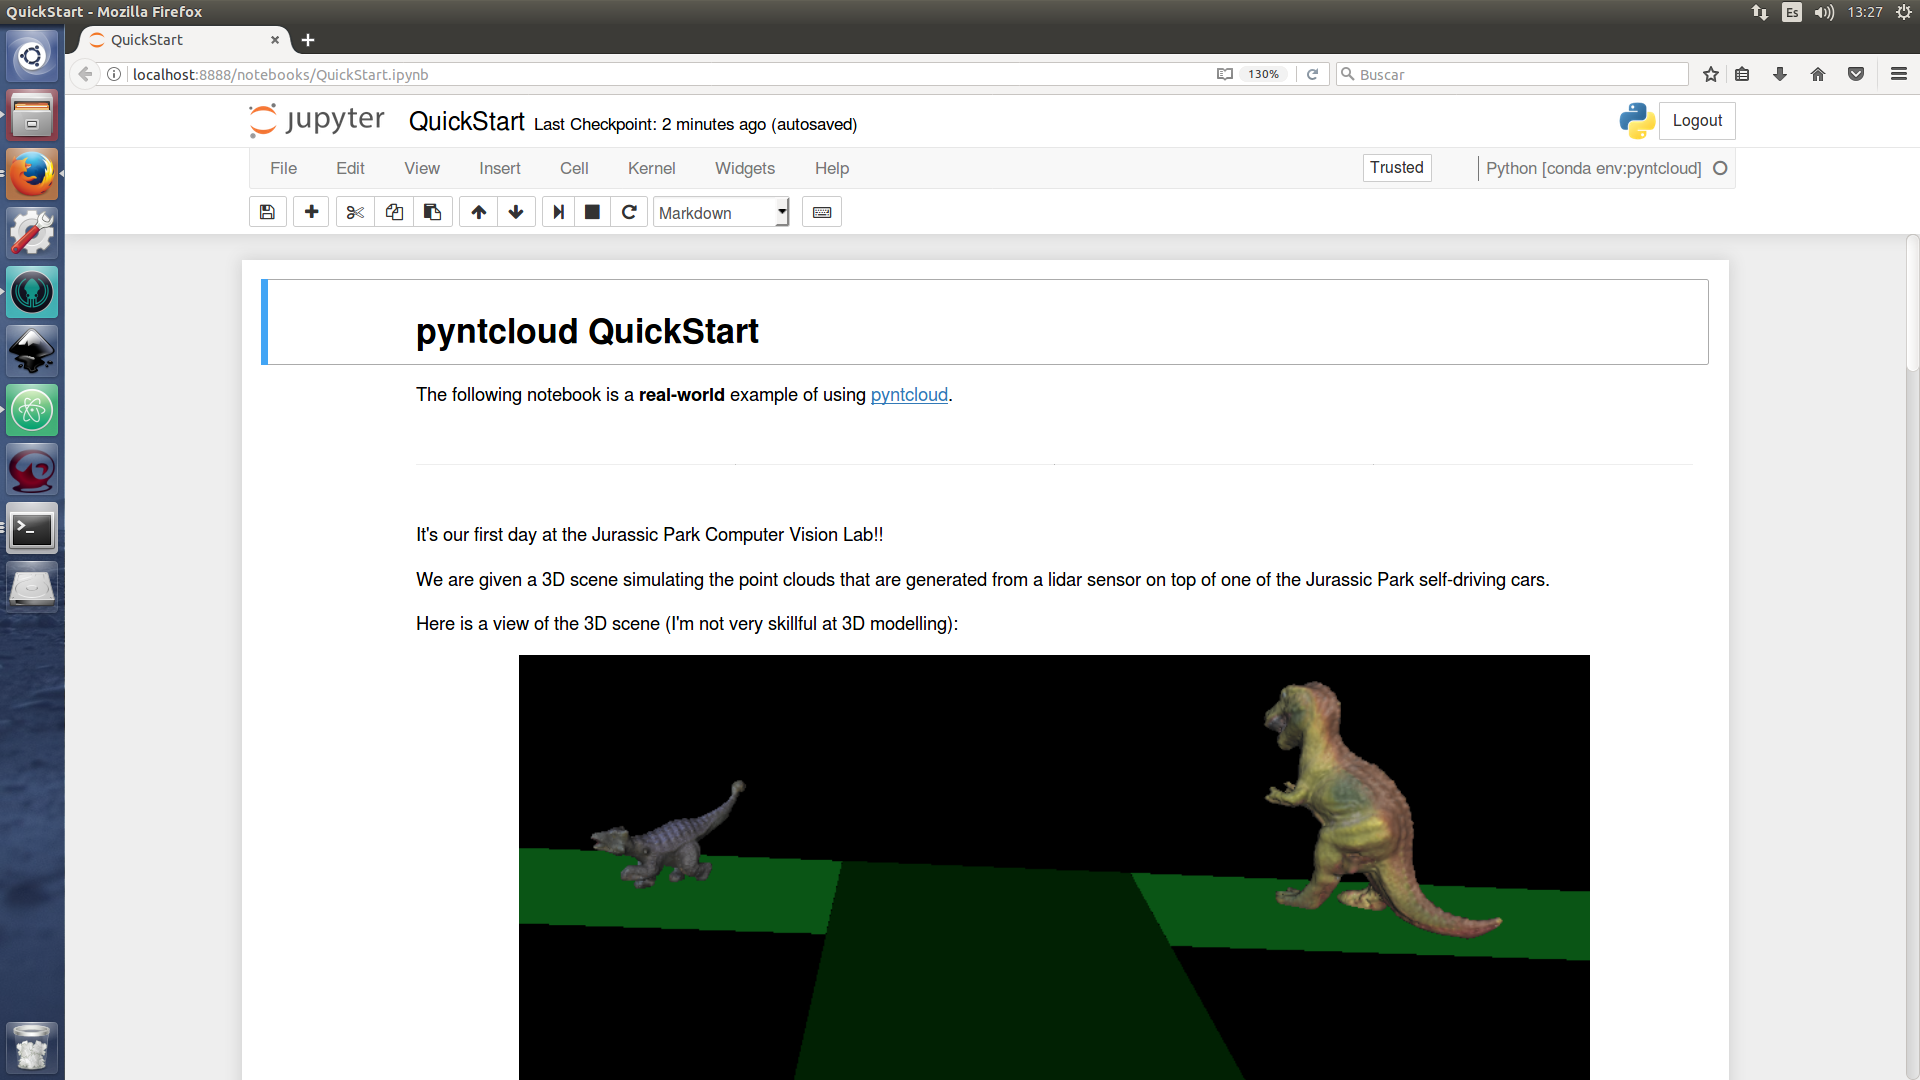 QuickStart - Mozilla Firefox
Es
13:27
QuickStart
localhost:8888/notebooks/QuickStart.ipynb
130%
Buscar
jupyter
QuickStart Last Checkpoint: 2 minutes ago (autosaved)
Logout
File Edit View Insert Cell Kernel Widgets Help
Trusted
Python [conda env:pyntcloud]
Markdown
pyntcloud QuickStart
The following notebook is a real-world example of using pyntcloud.
It's our first day at the Jurassic Park Computer Vision Lab!!
We are given a 3D scene simulating the point clouds that are generated from a lidar sensor on top of one of the Jurassic Park self-driving cars.
Here is a view of the 3D scene (I'm not very skillful at 3D modelling):